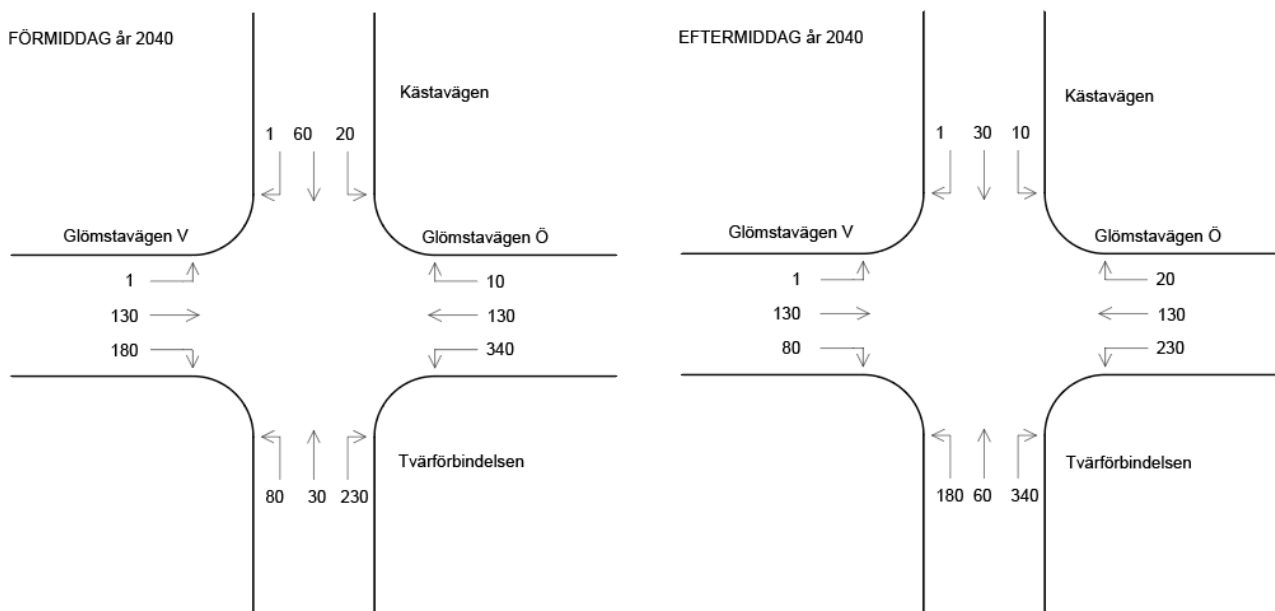 FÖRMIDDAG år 2040
Kästavägen
1 60 20
Glömstavägen V
Glömstavägen Ö
1
10
130
130
180
340
Tvärförbindelsen
80 30 230
EFTERMIDDAG år 2040
Kästavägen
1 30 10
Glömstavägen V
Glömstavägen Ö
1
20
130
130
80
230
Tvärförbindelsen
180 60 340